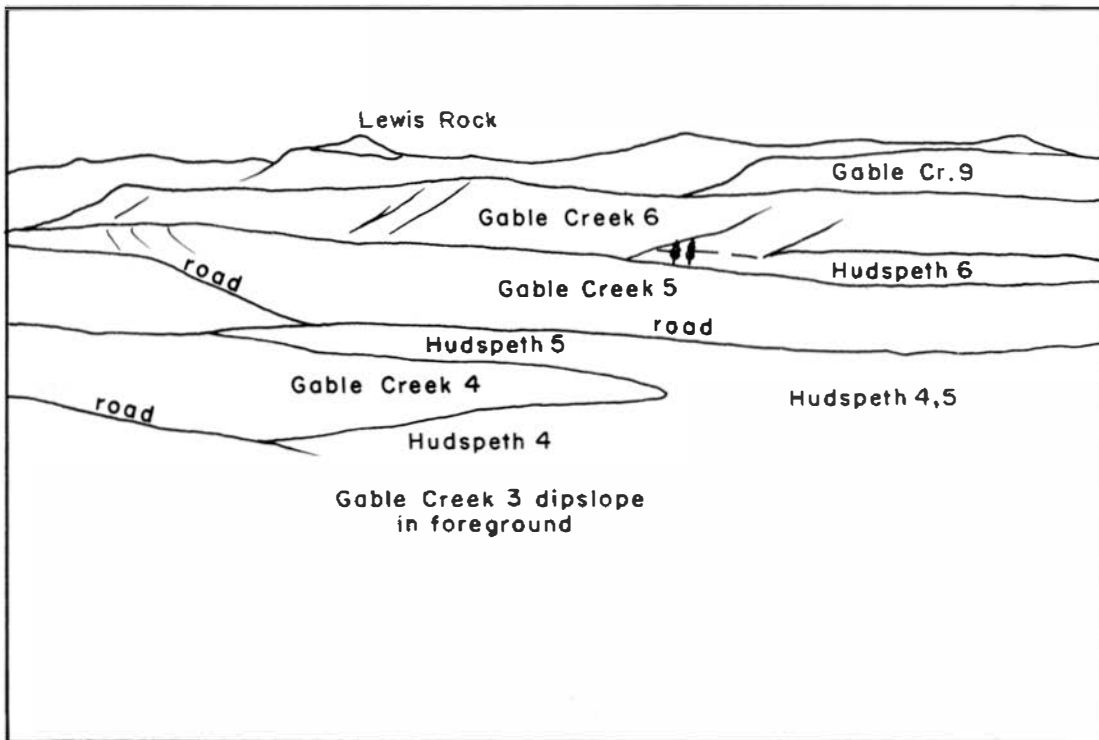 Lewis Rock
Gable Cr. 9
Gable Creek 6
Hudspeth 6
road
Gable Creek 5
road
Hudspeth 5
Gable Creek 4
Hudspeth 4,5
road
Hudspeth 4
Gable Creek 3 dipslope
in foreground